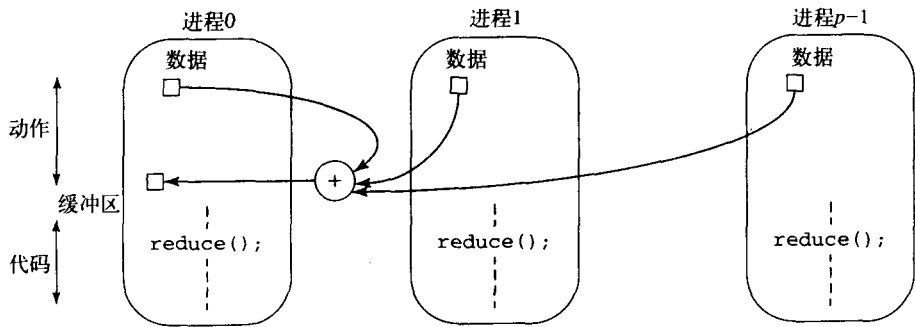 进程0 进程1 进程p-1
数据 数据 数据
动作
+
缓冲区
reduce(); reduce(); reduce();
代码